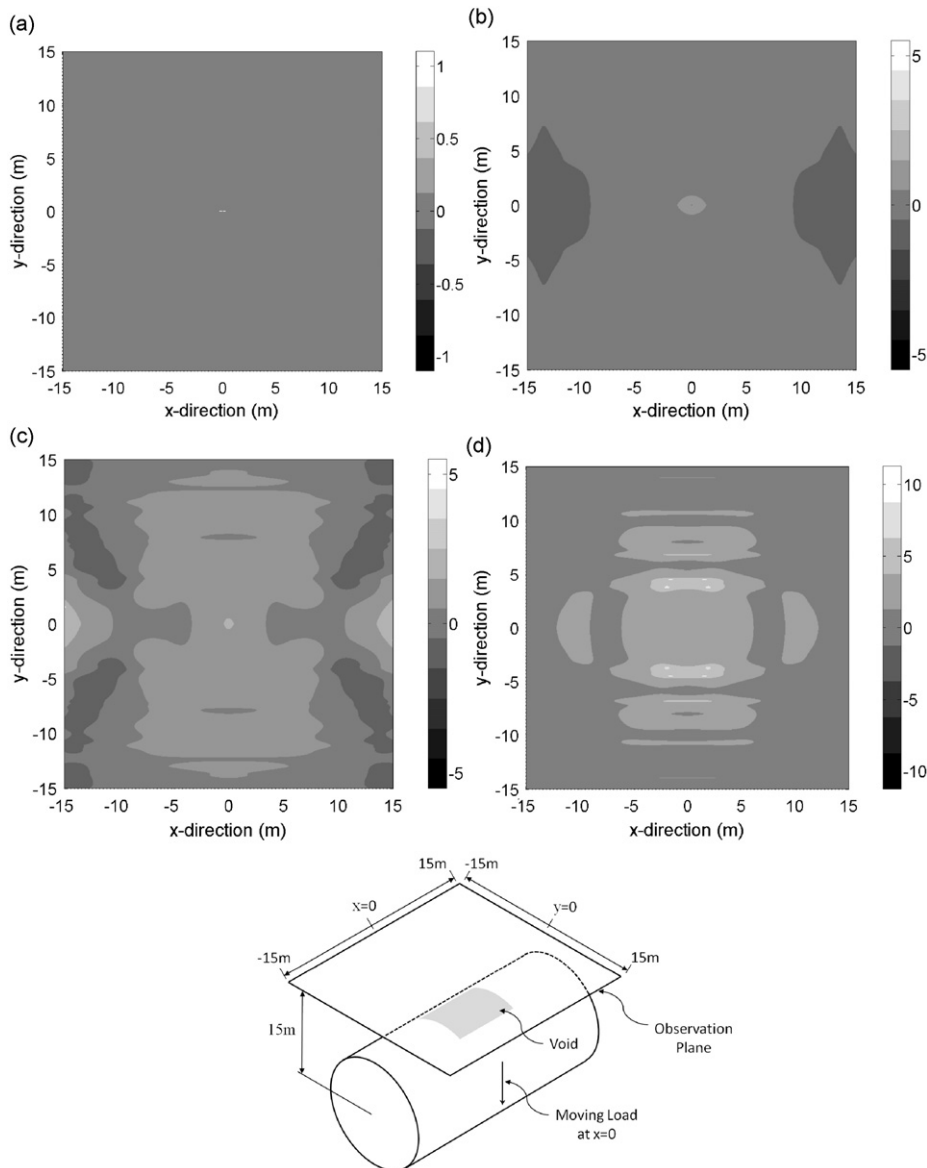 (a)
15
10
5
0
-5
-10
-15
y-direction (m)
-15 -10 -5 0 5 10 15
x-direction (m)
1
0.5
0
-0.5
-1
(b)
15
10
5
0
-5
-10
-15
y-direction (m)
-15 -10 -5 0 5 10 15
x-direction (m)
5
0
-5
(c)
15
10
5
0
-5
-10
-15
y-direction (m)
-15 -10 -5 0 5 10 15
x-direction (m)
5
0
-5
(d)
15
10
5
0
-5
-10
-15
y-direction (m)
-15 -10 -5 0 5 10 15
x-direction (m)
10
5
0
-5
-10
15m -15m
x=0 y=0
-15m 15m
15m
Observation
Plane
Void
Moving Load
at x=0